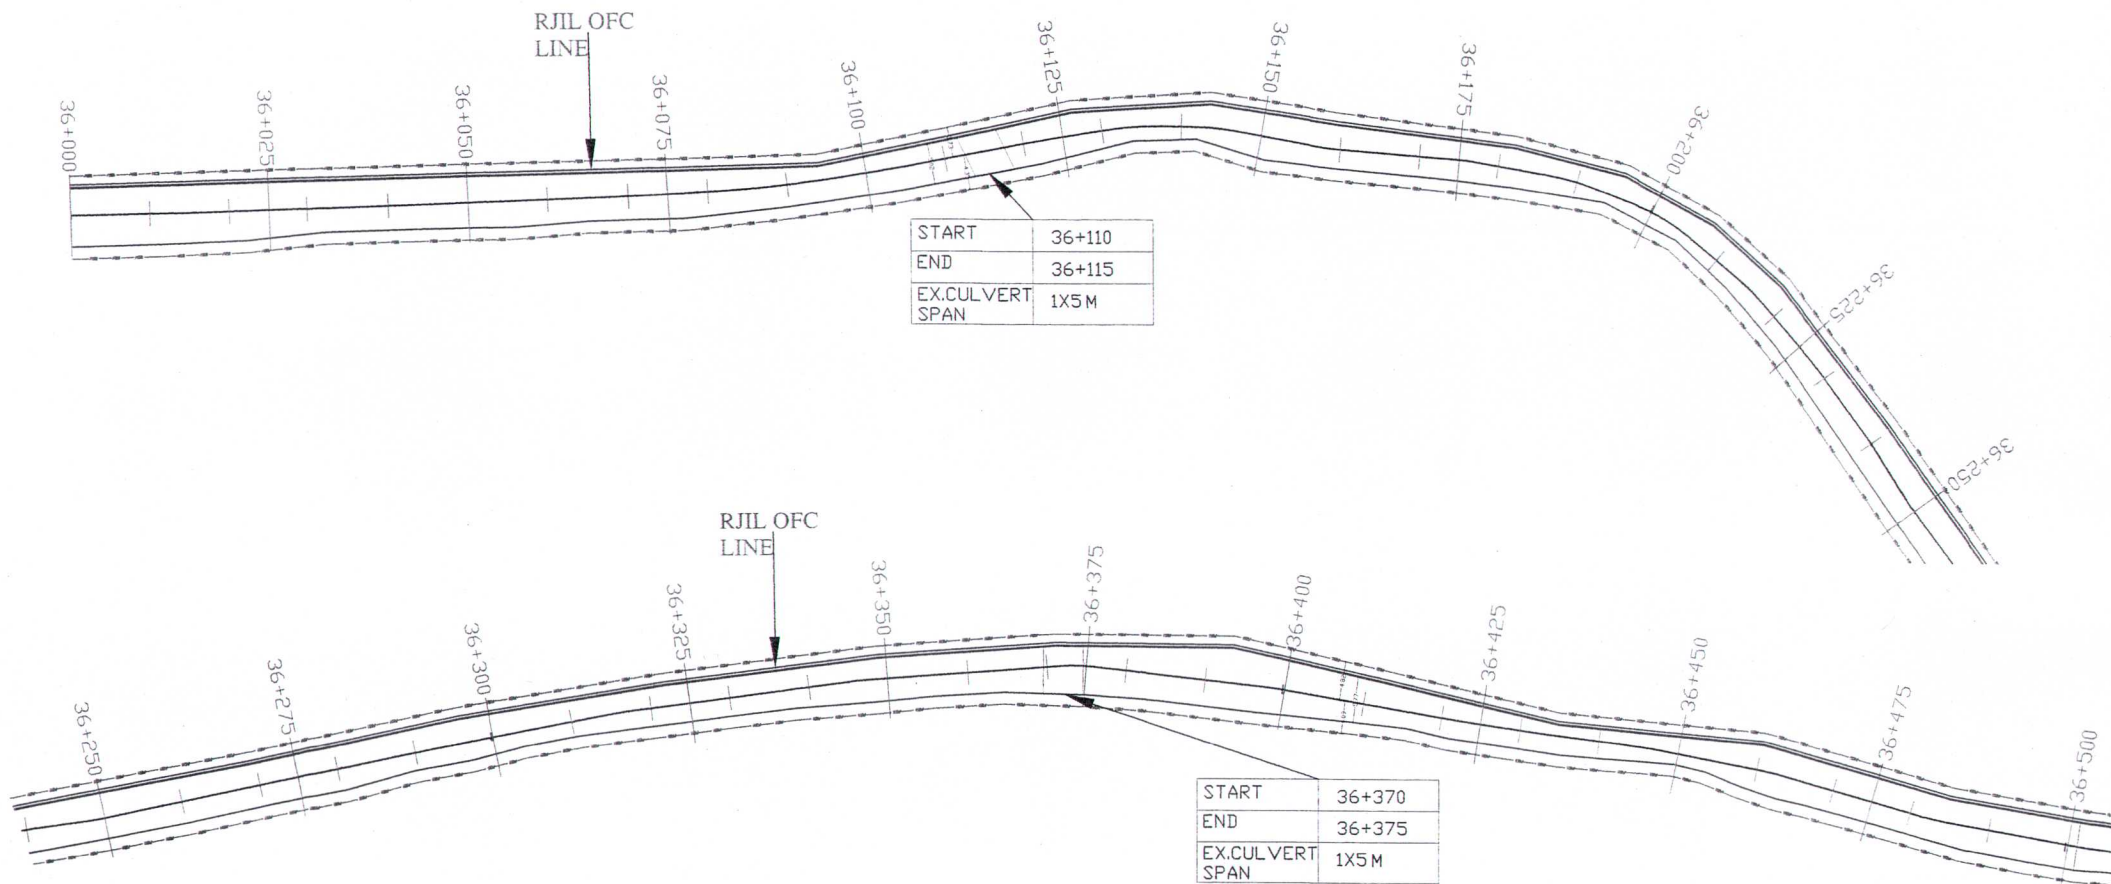 RJIL OFC
LINE
36+000
36+025
36+050
36+075
36+100
36+125
36+150
36+175
36+200
36+225
36+250
START 36+110
END 36+115
EX.CULVERT 1X5 M
SPAN
RJIL OFC
LINE
36+250
36+275
36+300
36+325
36+350
36+375
36+400
36+425
36+450
36+475
36+500
START 36+370
END 36+375
EX.CULVERT 1X5 M
SPAN